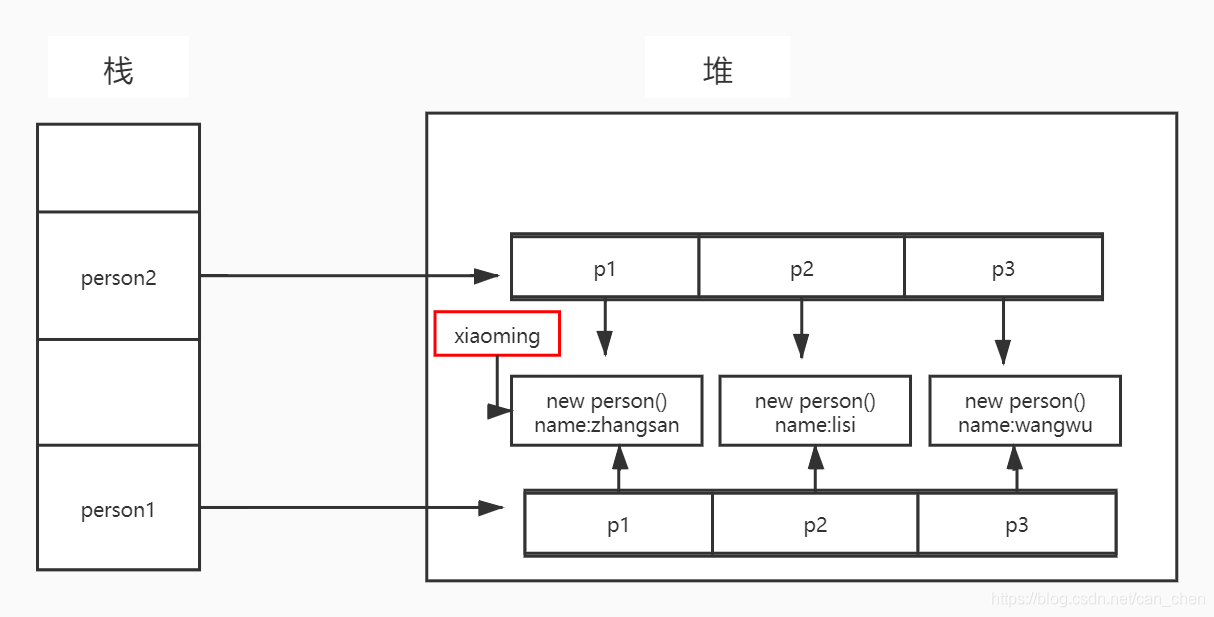 栈
堆
person2
p1
p2
p3
xiaoming
new person()
name:zhangsan
new person()
name:lisi
new person()
name:wangwu
person1
p1
p2
p3
https://blog.csdn.net/can_chen